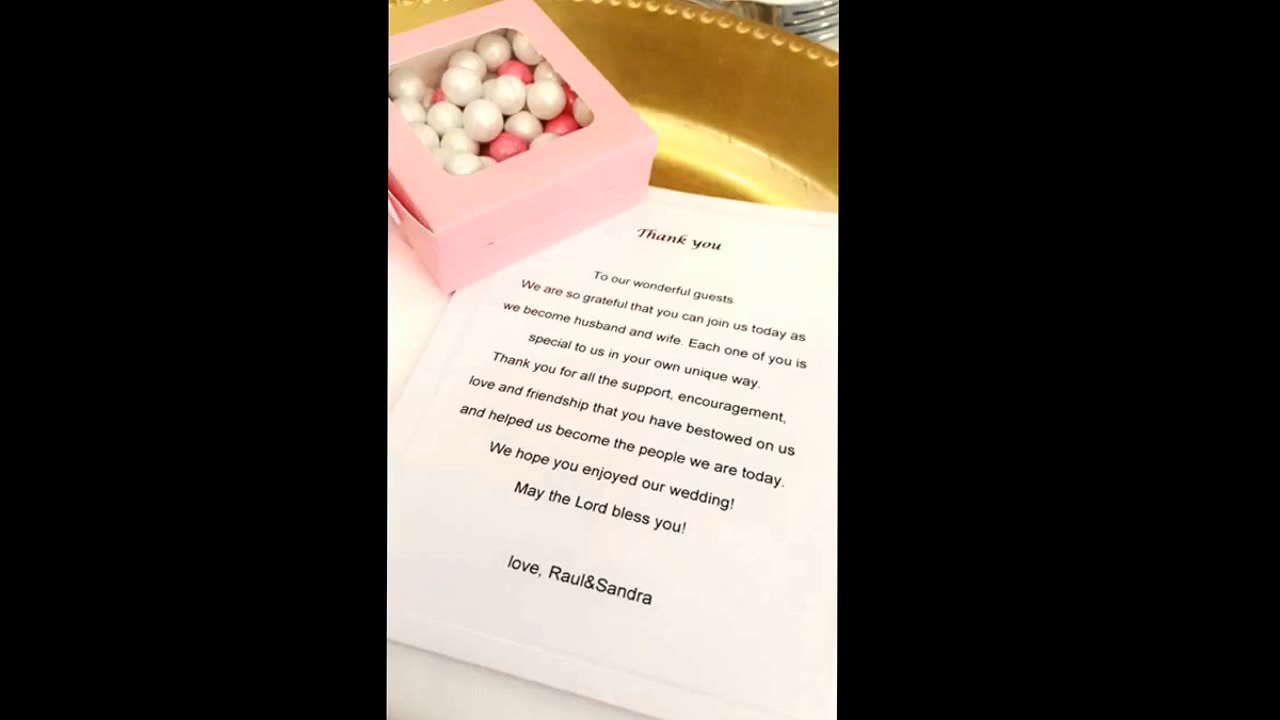 Thank you
To our wonderful guests.
We are so grateful that you can join us today as
we become husband and wife. Each one of you is
special to us in your own unique way.
Thank you for all the support, encouragement,
love and friendship that you have bestowed on us
and helped us become the people we are today.
We hope you enjoyed our wedding!
May the Lord bless you!
love, Raul&Sandra